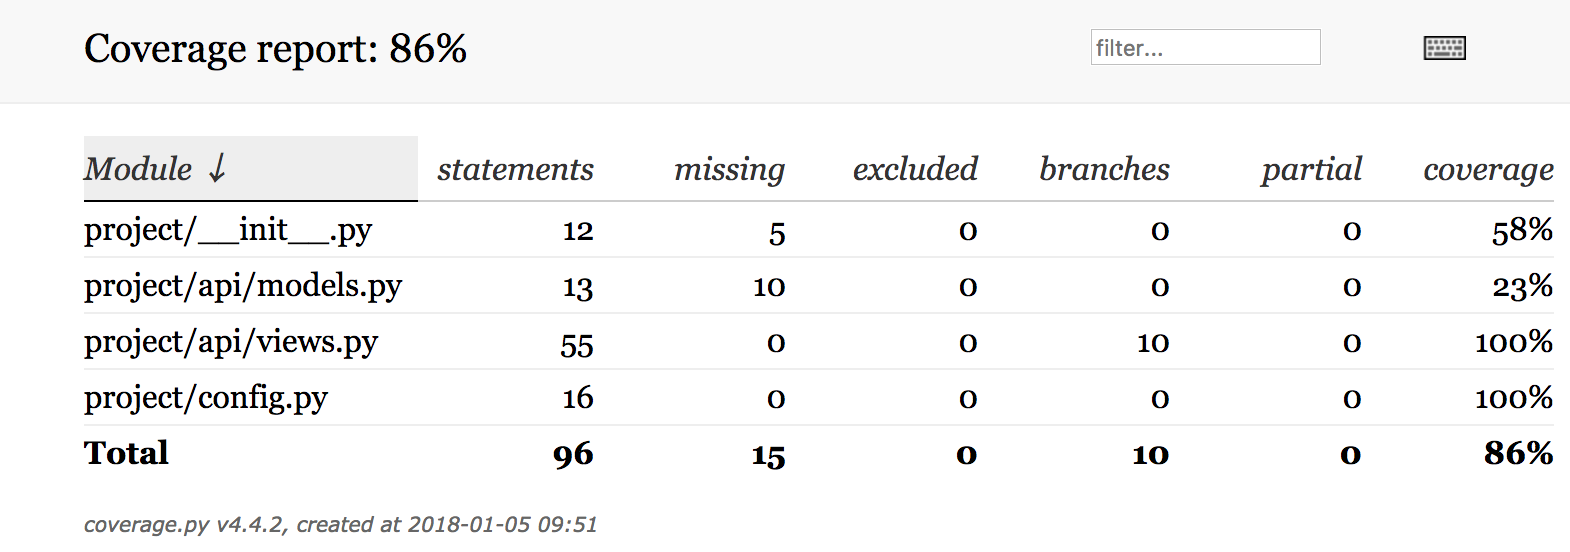 Coverage report: 86%
filter...
Module ↓ statements missing excluded branches partial coverage
project/__init__.py 12 5 0 0 0 58%
project/api/models.py 13 10 0 0 0 23%
project/api/views.py 55 0 0 10 0 100%
project/config.py 16 0 0 0 0 100%
Total 96 15 0 10 0 86%
coverage.py v4.4.2, created at 2018-01-05 09:51